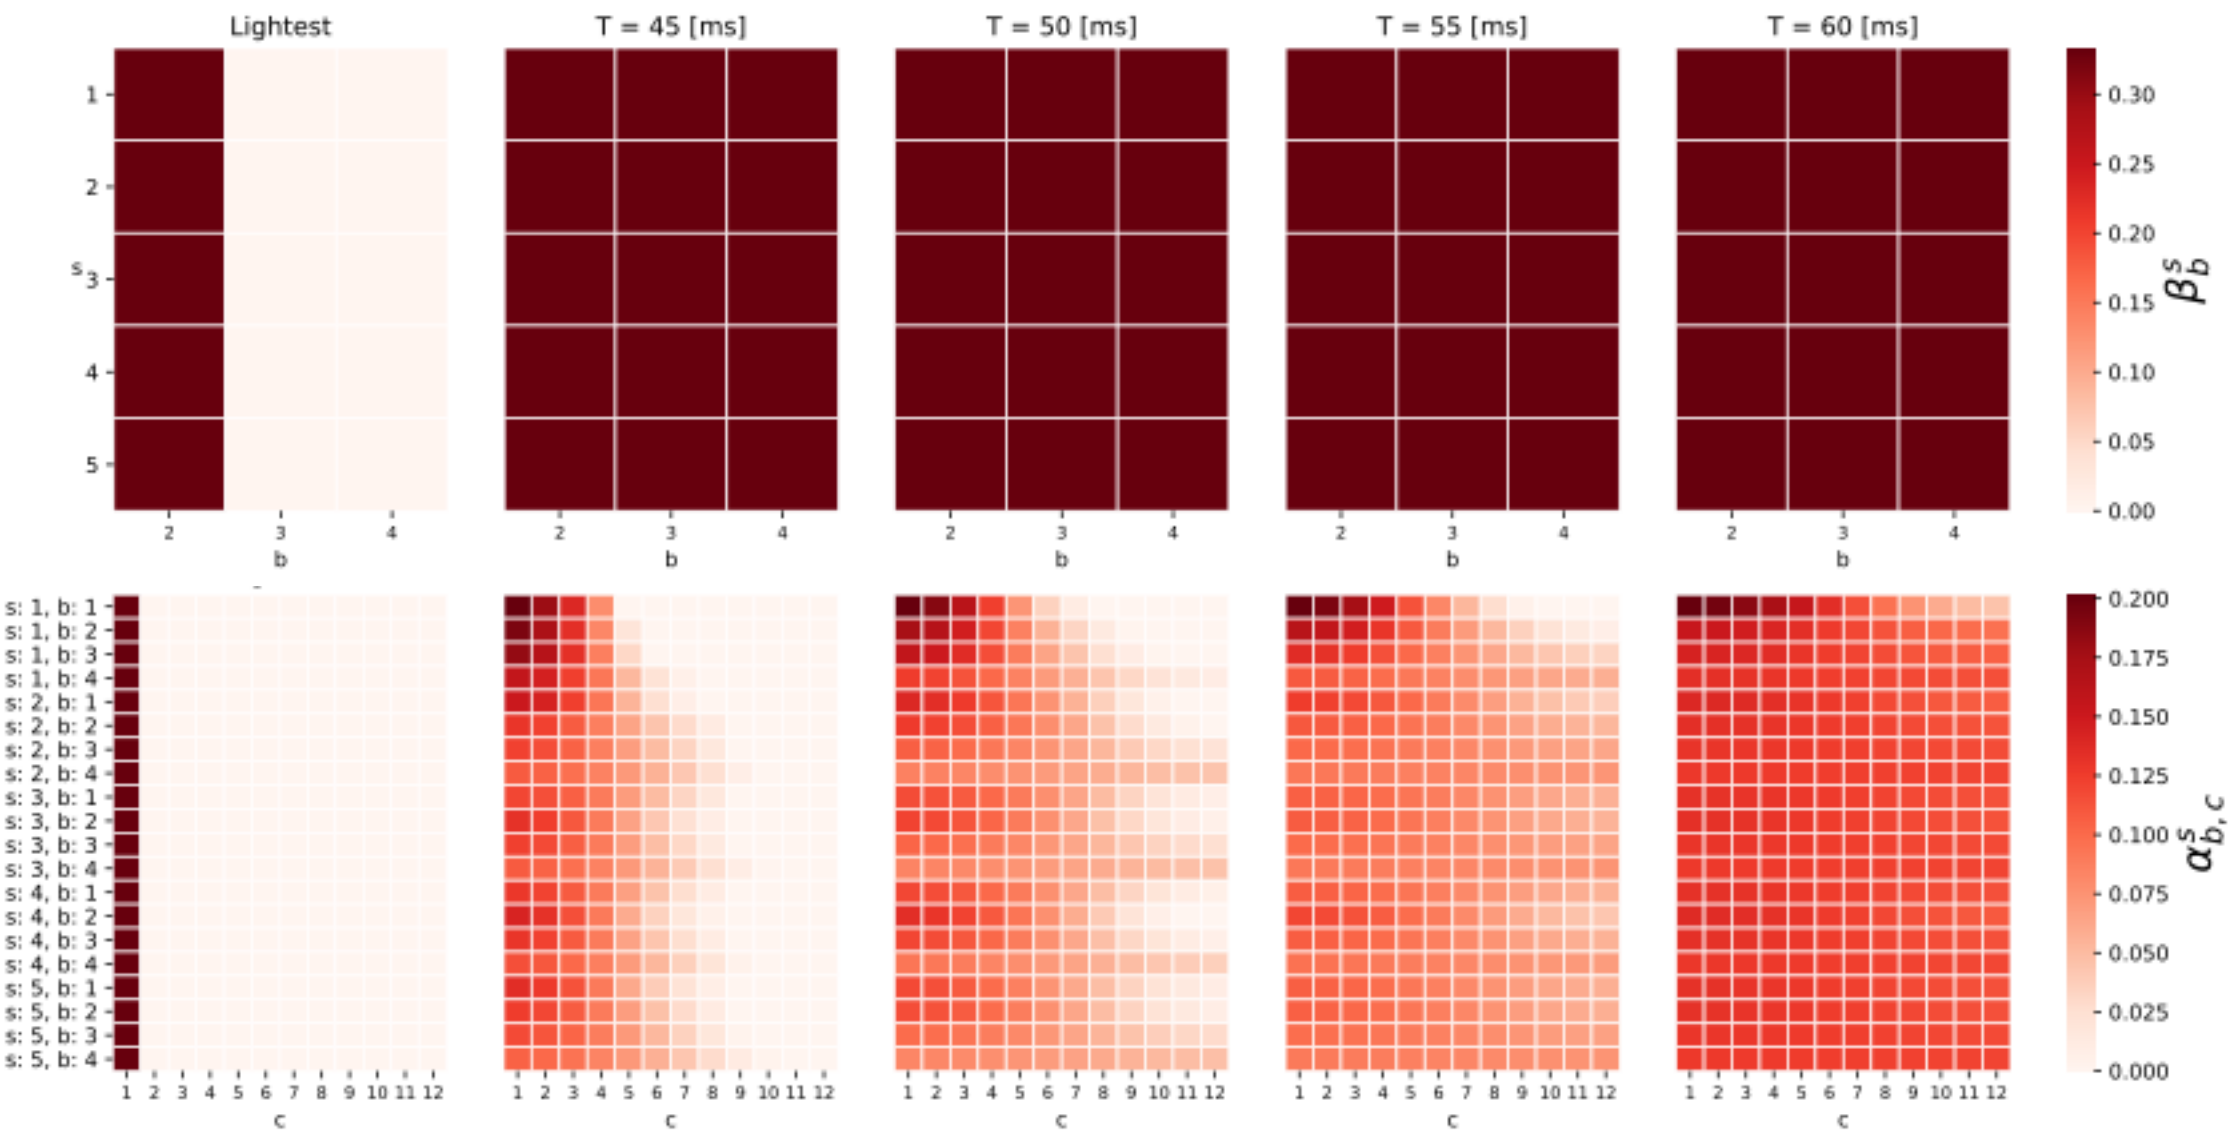 Lightest T = 45 [ms] T = 50 [ms] T = 55 [ms] T = 60 [ms]
1
2
s 3
4
5
2 3 4 2 3 4 2 3 4 2 3 4 2 3 4
b b b b b
0.30
0.25
0.20
0.15
0.10
0.05
0.00
β_b^s
s: 1, b: 1
s: 1, b: 2
s: 1, b: 3
s: 1, b: 4
s: 2, b: 1
s: 2, b: 2
s: 2, b: 3
s: 2, b: 4
s: 3, b: 1
s: 3, b: 2
s: 3, b: 3
s: 3, b: 4
s: 4, b: 1
s: 4, b: 2
s: 4, b: 3
s: 4, b: 4
s: 5, b: 1
s: 5, b: 2
s: 5, b: 3
s: 5, b: 4
1 2 3 4 5 6 7 8 9 10 11 12 1 2 3 4 5 6 7 8 9 10 11 12 1 2 3 4 5 6 7 8 9 10 11 12 1 2 3 4 5 6 7 8 9 10 11 12 1 2 3 4 5 6 7 8 9 10 11 12
c c c c c
0.200
0.175
0.150
0.125
0.100
0.075
0.050
0.025
0.000
α_{b, c}^s